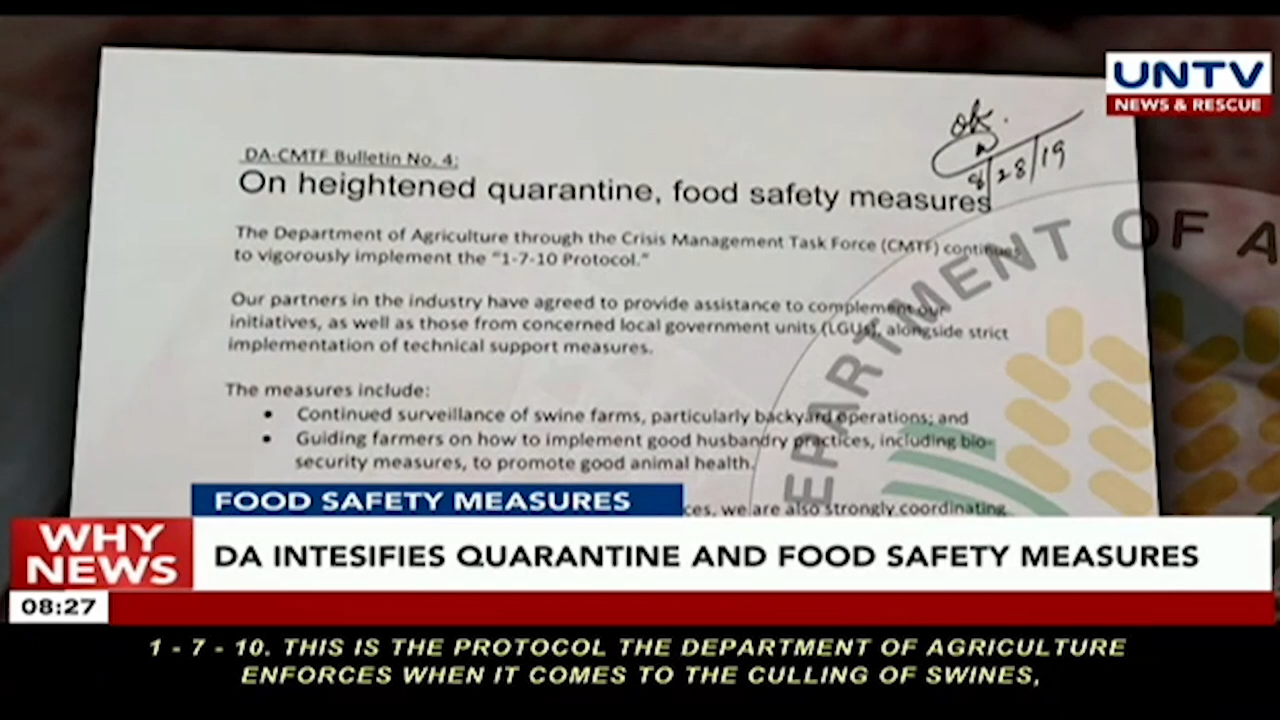 UNTV
NEWS & RESCUE
ok.
8/28/19
DA-CMTF Bulletin No. 4:
On heightened quarantine, food safety measures
The Department of Agriculture through the Crisis Management Task Force (CMTF) continues
to vigorously implement the "1-7-10 Protocol."
Our partners in the industry have agreed to provide assistance to complement our
initiatives, as well as those from concerned local government units (LGUs), alongside strict
implementation of technical support measures.
The measures include:
• Continued surveillance of swine farms, particularly backyard operations; and
• Guiding farmers on how to implement good husbandry practices, including bio-
security measures, to promote good animal health.
ces, we are also strongly coordinating
EPARTMENT OF A
FOOD SAFETY MEASURES
WHY
NEWS
DA INTESIFIES QUARANTINE AND FOOD SAFETY MEASURES
08:27
1 - 7 - 10. THIS IS THE PROTOCOL THE DEPARTMENT OF AGRICULTURE
ENFORCES WHEN IT COMES TO THE CULLING OF SWINES,